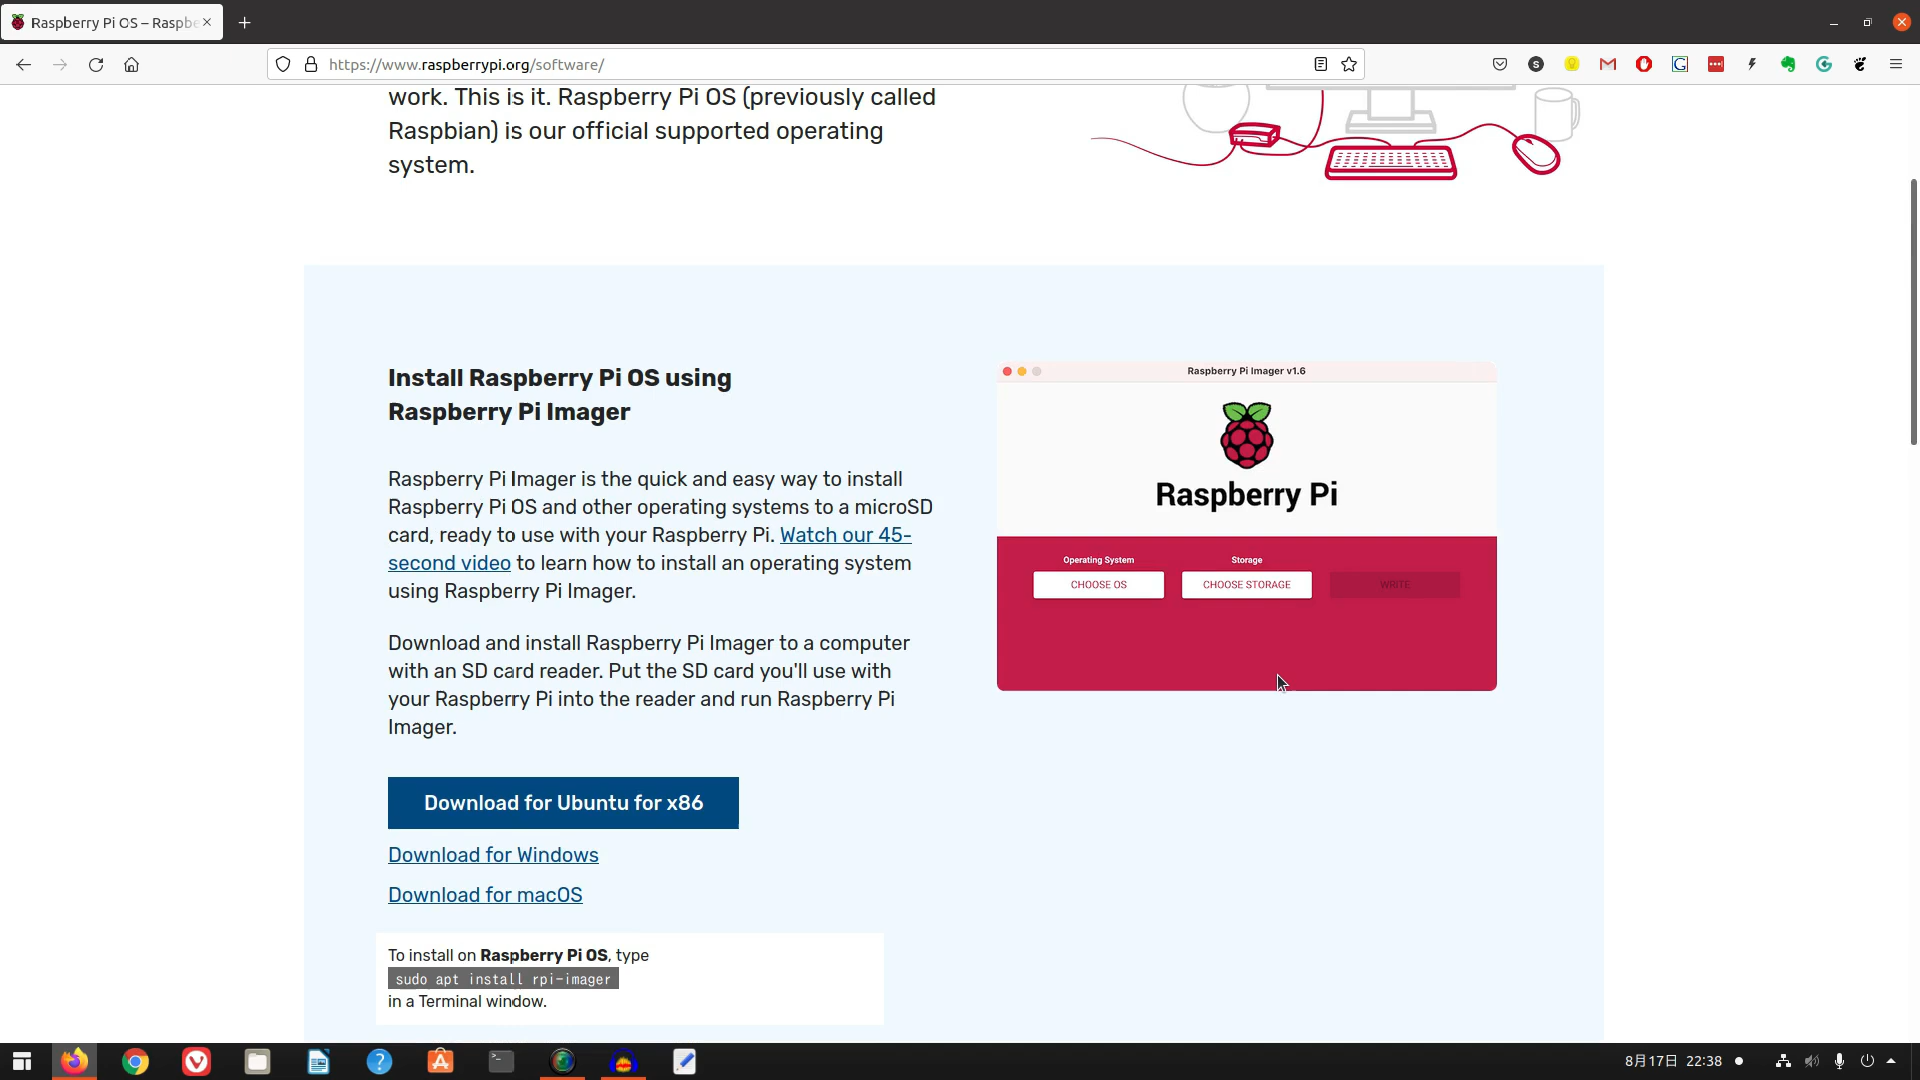 Raspberry Pi OS – Raspbe
https://www.raspberrypi.org/software/
work. This is it. Raspberry Pi OS (previously called
Raspbian) is our official supported operating
system.
Install Raspberry Pi OS using
Raspberry Pi Imager
Raspberry Pi Imager is the quick and easy way to install
Raspberry Pi OS and other operating systems to a microSD
card, ready to use with your Raspberry Pi. Watch our 45-
second video to learn how to install an operating system
using Raspberry Pi Imager.
Download and install Raspberry Pi Imager to a computer
with an SD card reader. Put the SD card you'll use with
your Raspberry Pi into the reader and run Raspberry Pi
Imager.
Download for Ubuntu for x86
Download for Windows
Download for macOS
To install on Raspberry Pi OS, type
sudo apt install rpi-imager
in a Terminal window.
Raspberry Pi Imager v1.6
Raspberry Pi
Operating System
Storage
CHOOSE OS
CHOOSE STORAGE
WRITE
8月17日 22:38